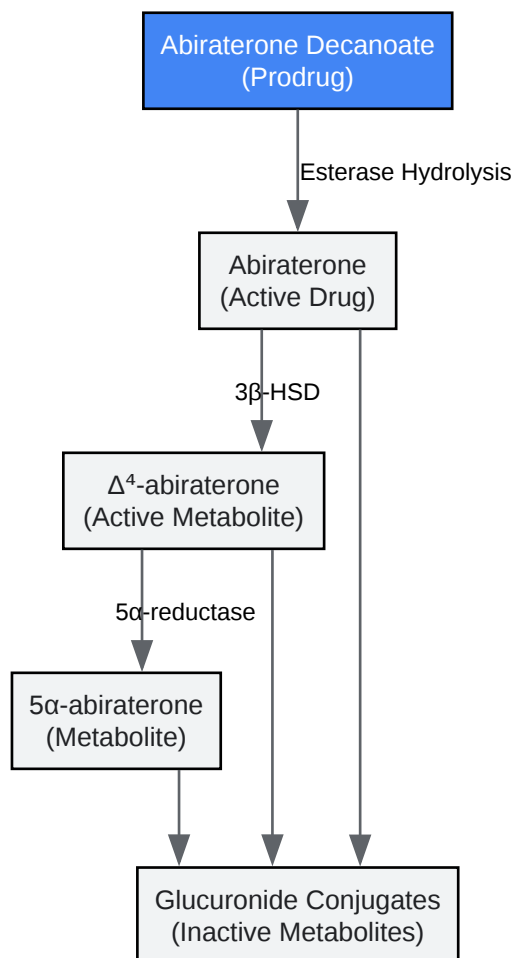 Abiraterone Decanoate
(Prodrug)
Esterase Hydrolysis
Abiraterone
(Active Drug)
3β-HSD
Δ⁴-abiraterone
(Active Metabolite)
5α-reductase
5α-abiraterone
(Metabolite)
Glucuronide Conjugates
(Inactive Metabolites)